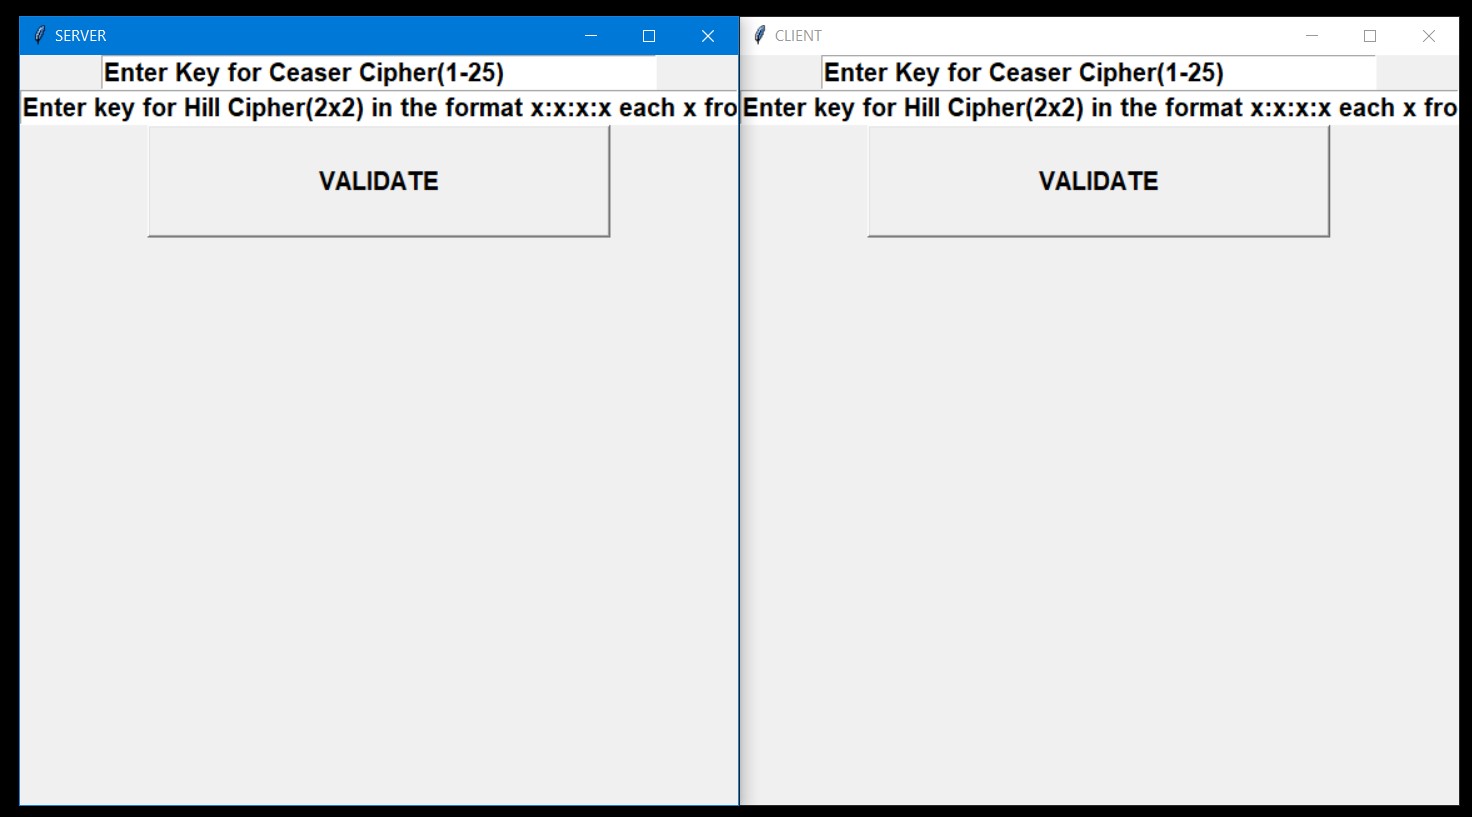 SERVER
Enter Key for Ceaser Cipher(1-25)
Enter key for Hill Cipher(2x2) in the format x:x:x:x each x fro
VALIDATE
CLIENT
Enter Key for Ceaser Cipher(1-25)
Enter key for Hill Cipher(2x2) in the format x:x:x:x each x fro
VALIDATE